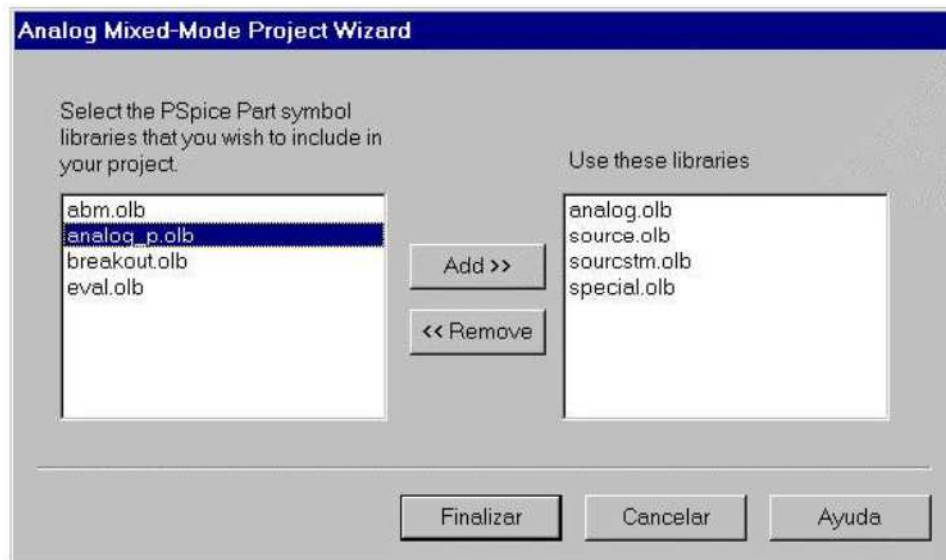 Analog Mixed-Mode Project Wizard
Select the PSpice Part symbol
libraries that you wish to include in
your project.
Use these libraries
abm.olb
analog_p.olb
breakout.olb
eval.olb
Add >>
<< Remove
analog.olb
source.olb
sourcstm.olb
special.olb
Finalizar
Cancelar
Ayuda